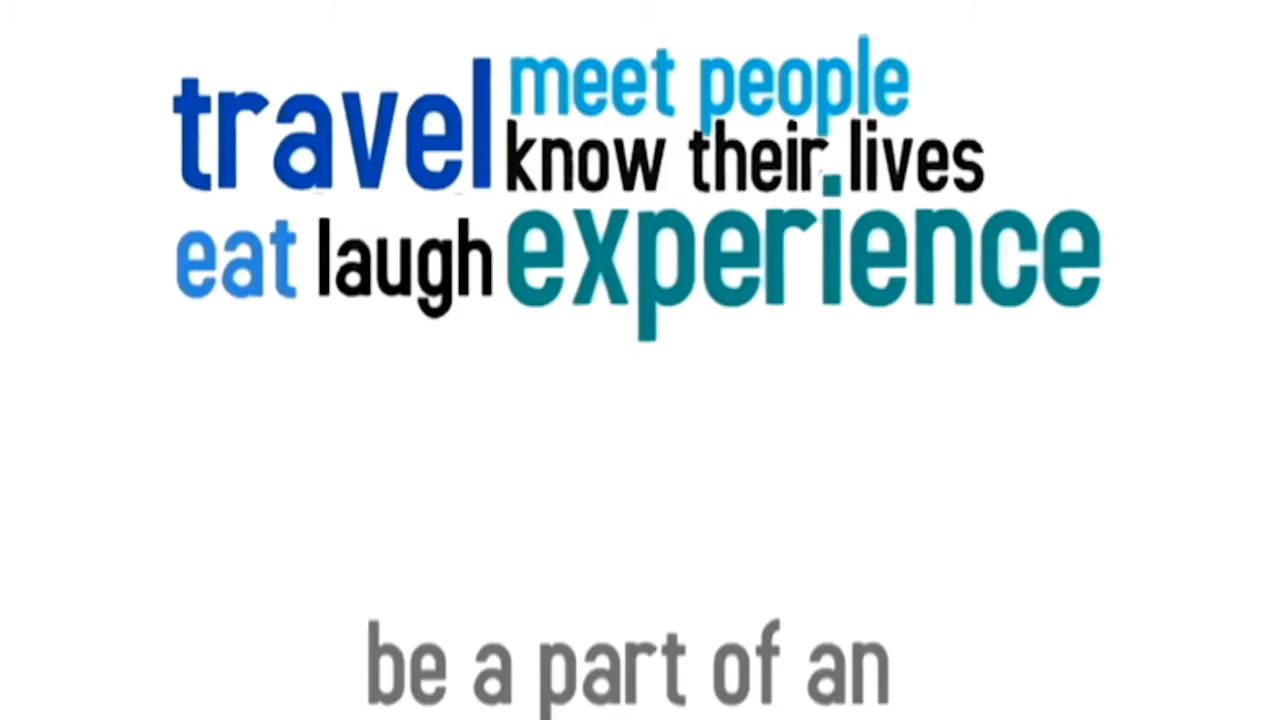 travel meet people
know their lives
eat laugh experience
be a part of an